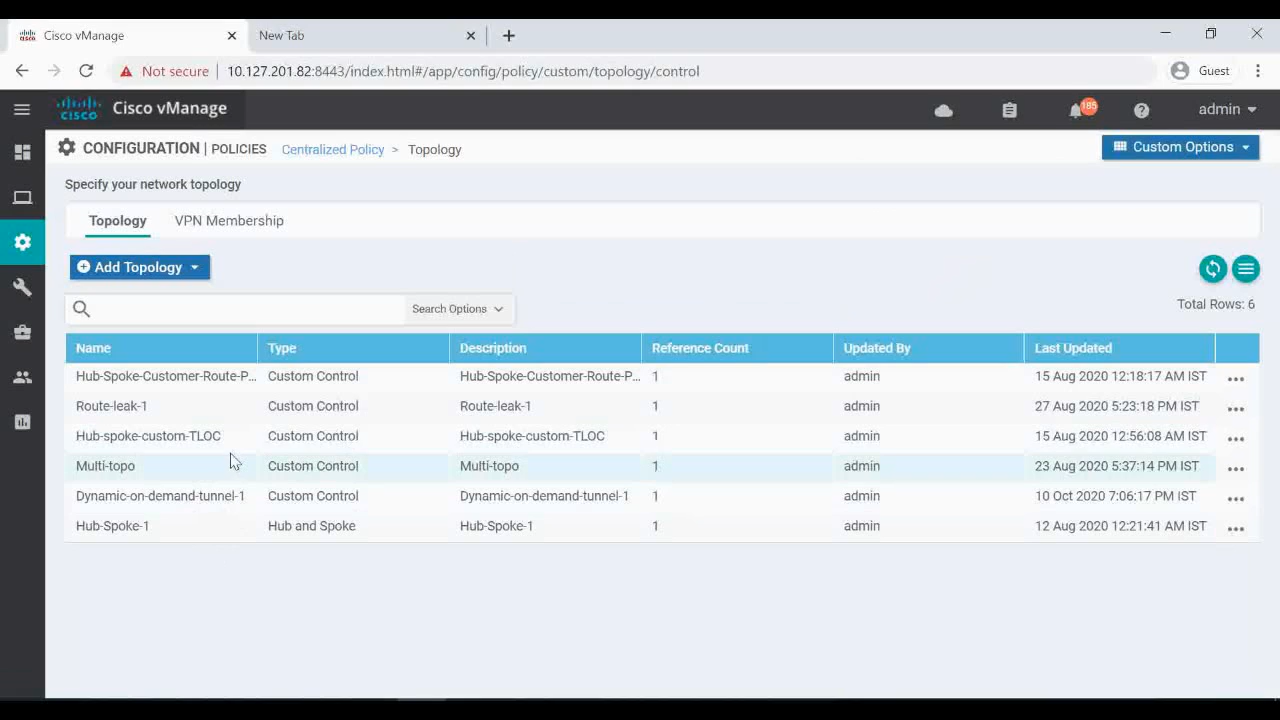 Cisco vManage
New Tab
Not secure 10.127.201.82:8443/index.html#/app/config/policy/custom/topology/control Guest
cisco Cisco vManage 185 admin
CONFIGURATION | POLICIES Centralized Policy > Topology Custom Options
Specify your network topology
Topology VPN Membership
Add Topology
Search Options Total Rows: 6
Name Type Description Reference Count Updated By Last Updated
Hub-Spoke-Customer-Route-P... Custom Control Hub-Spoke-Customer-Route-P... 1 admin 15 Aug 2020 12:18:17 AM IST
Route-leak-1 Custom Control Route-leak-1 1 admin 27 Aug 2020 5:23:18 PM IST
Hub-spoke-custom-TLOC Custom Control Hub-spoke-custom-TLOC 1 admin 15 Aug 2020 12:56:08 AM IST
Multi-topo Custom Control Multi-topo 1 admin 23 Aug 2020 5:37:14 PM IST
Dynamic-on-demand-tunnel-1 Custom Control Dynamic-on-demand-tunnel-1 1 admin 10 Oct 2020 7:06:17 PM IST
Hub-Spoke-1 Hub and Spoke Hub-Spoke-1 1 admin 12 Aug 2020 12:21:41 AM IST